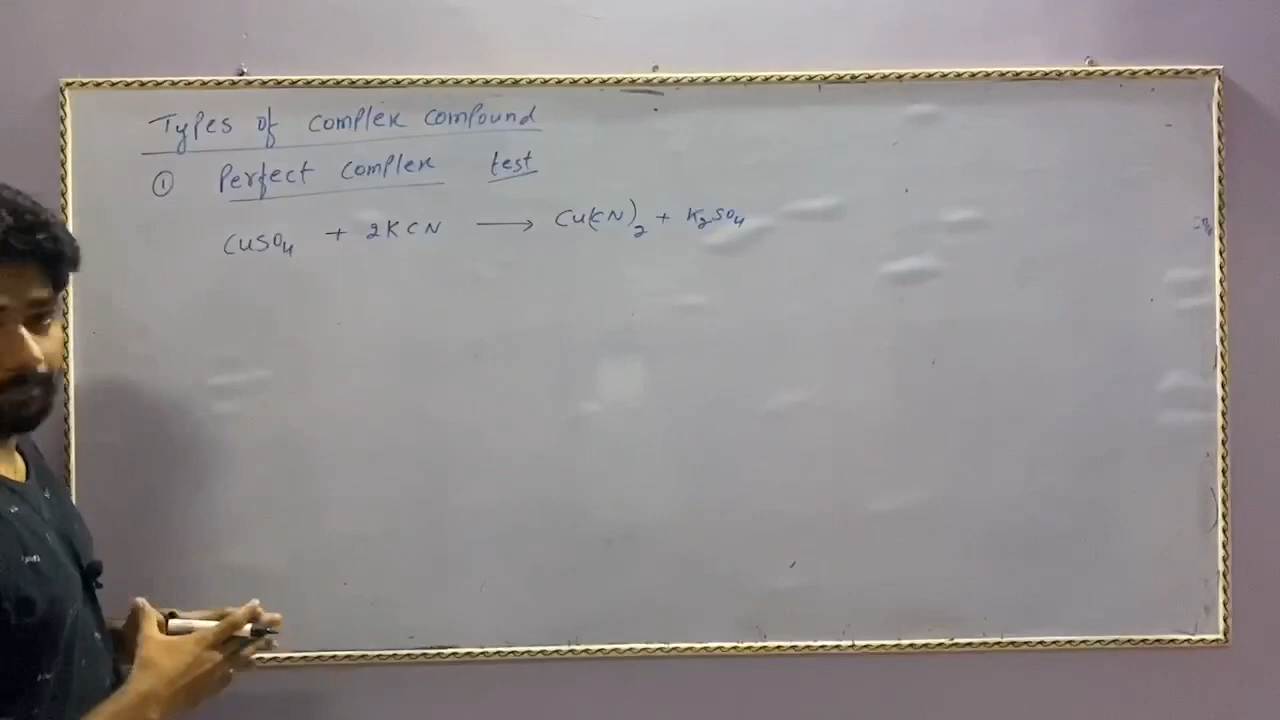 Types of complex compound
① Perfect complex test
CuSO₄ + 2KCN ⟶ Cu(CN)₂ + K₂SO₄